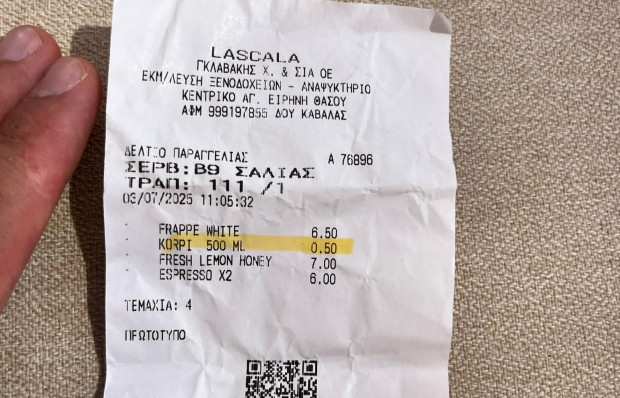 LASCALA
ΓΚΛΑΒΑΚΗΣ Χ. & ΣΙΑ ΟΕ
ΕΚΜ/ΛΕΥΣΗ ΞΕΝΟΔΟΧΕΙΩΝ - ΑΝΑΨΥΚΤΗΡΙΟ
ΚΕΝΤΡΙΚΟ ΑΓ. ΕΙΡΗΝΗ ΘΑΣΟΥ
ΑΦΜ 999197855 ΔΟΥ ΚΑΒΑΛΑΣ
ΔΕΛΤΙΟ ΠΑΡΑΓΓΕΛΙΑΣ Α 76896
ΣΕΡΒ:Β9 ΣΑΛΙΑΣ
ΤΡΑΠ: 111 /1
03/07/2025 11:05:32
FRAPPE WHITE 6.50
KORPI 500 ML 0.50
FRESH LEMON HONEY 7.00
ESPRESSO X2 6.00
ΤΕΜΑΧΙΑ: 4
ΠΡΩΤΟΤΥΠΟ